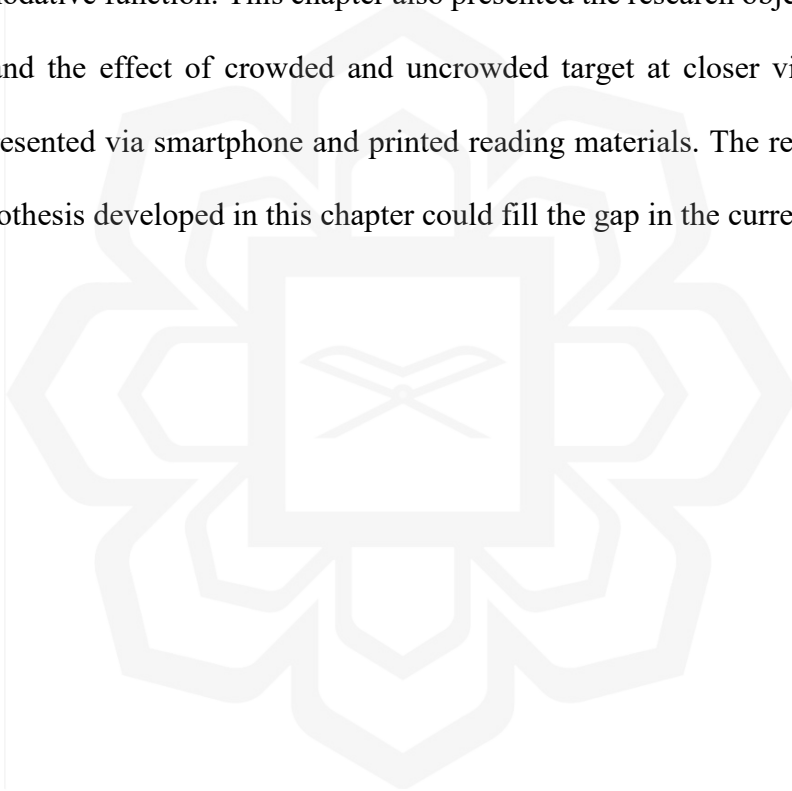 odative function. This chapter also presented the research obje
and the effect of crowded and uncrowded target at closer vi
esented via smartphone and printed reading materials. The re
othesis developed in this chapter could fill the gap in the curre